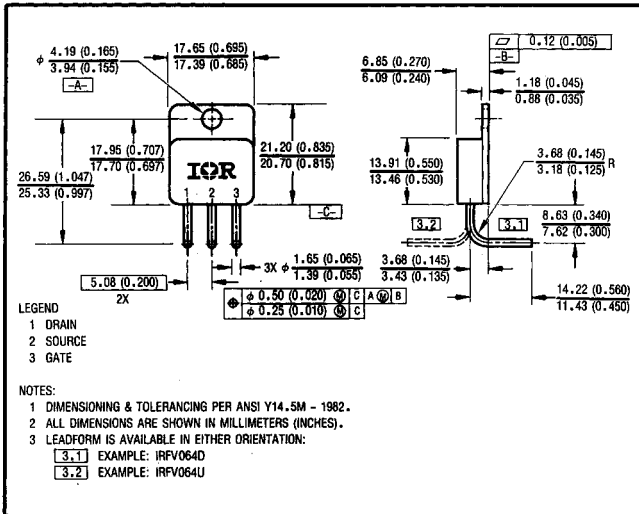 φ 4.19 (0.165)
3.94 (0.155)
-A-
17.65 (0.695)
17.39 (0.685)
17.95 (0.707)
17.70 (0.697)
26.59 (1.047)
25.33 (0.997)
21.20 (0.835)
20.70 (0.815)
IOR
1 2 3
-C-
3X φ 1.65 (0.065)
1.39 (0.055)
5.08 (0.200)
2X
⌖ φ 0.50 (0.020) Ⓜ C A Ⓜ B
φ 0.25 (0.010) Ⓜ C
⏥ 0.12 (0.005)
-B-
6.85 (0.270)
6.09 (0.240)
1.18 (0.045)
0.88 (0.035)
13.91 (0.550)
13.46 (0.530)
3.68 (0.145) R
3.18 (0.125)
3.2
3.1
8.63 (0.340)
7.62 (0.300)
3.68 (0.145)
3.43 (0.135)
14.22 (0.560)
11.43 (0.450)
LEGEND
1 DRAIN
2 SOURCE
3 GATE
NOTES:
1 DIMENSIONING & TOLERANCING PER ANSI Y14.5M - 1982.
2 ALL DIMENSIONS ARE SHOWN IN MILLIMETERS (INCHES).
3 LEADFORM IS AVAILABLE IN EITHER ORIENTATION:
3.1 EXAMPLE: IRFV064D
3.2 EXAMPLE: IRFV064U